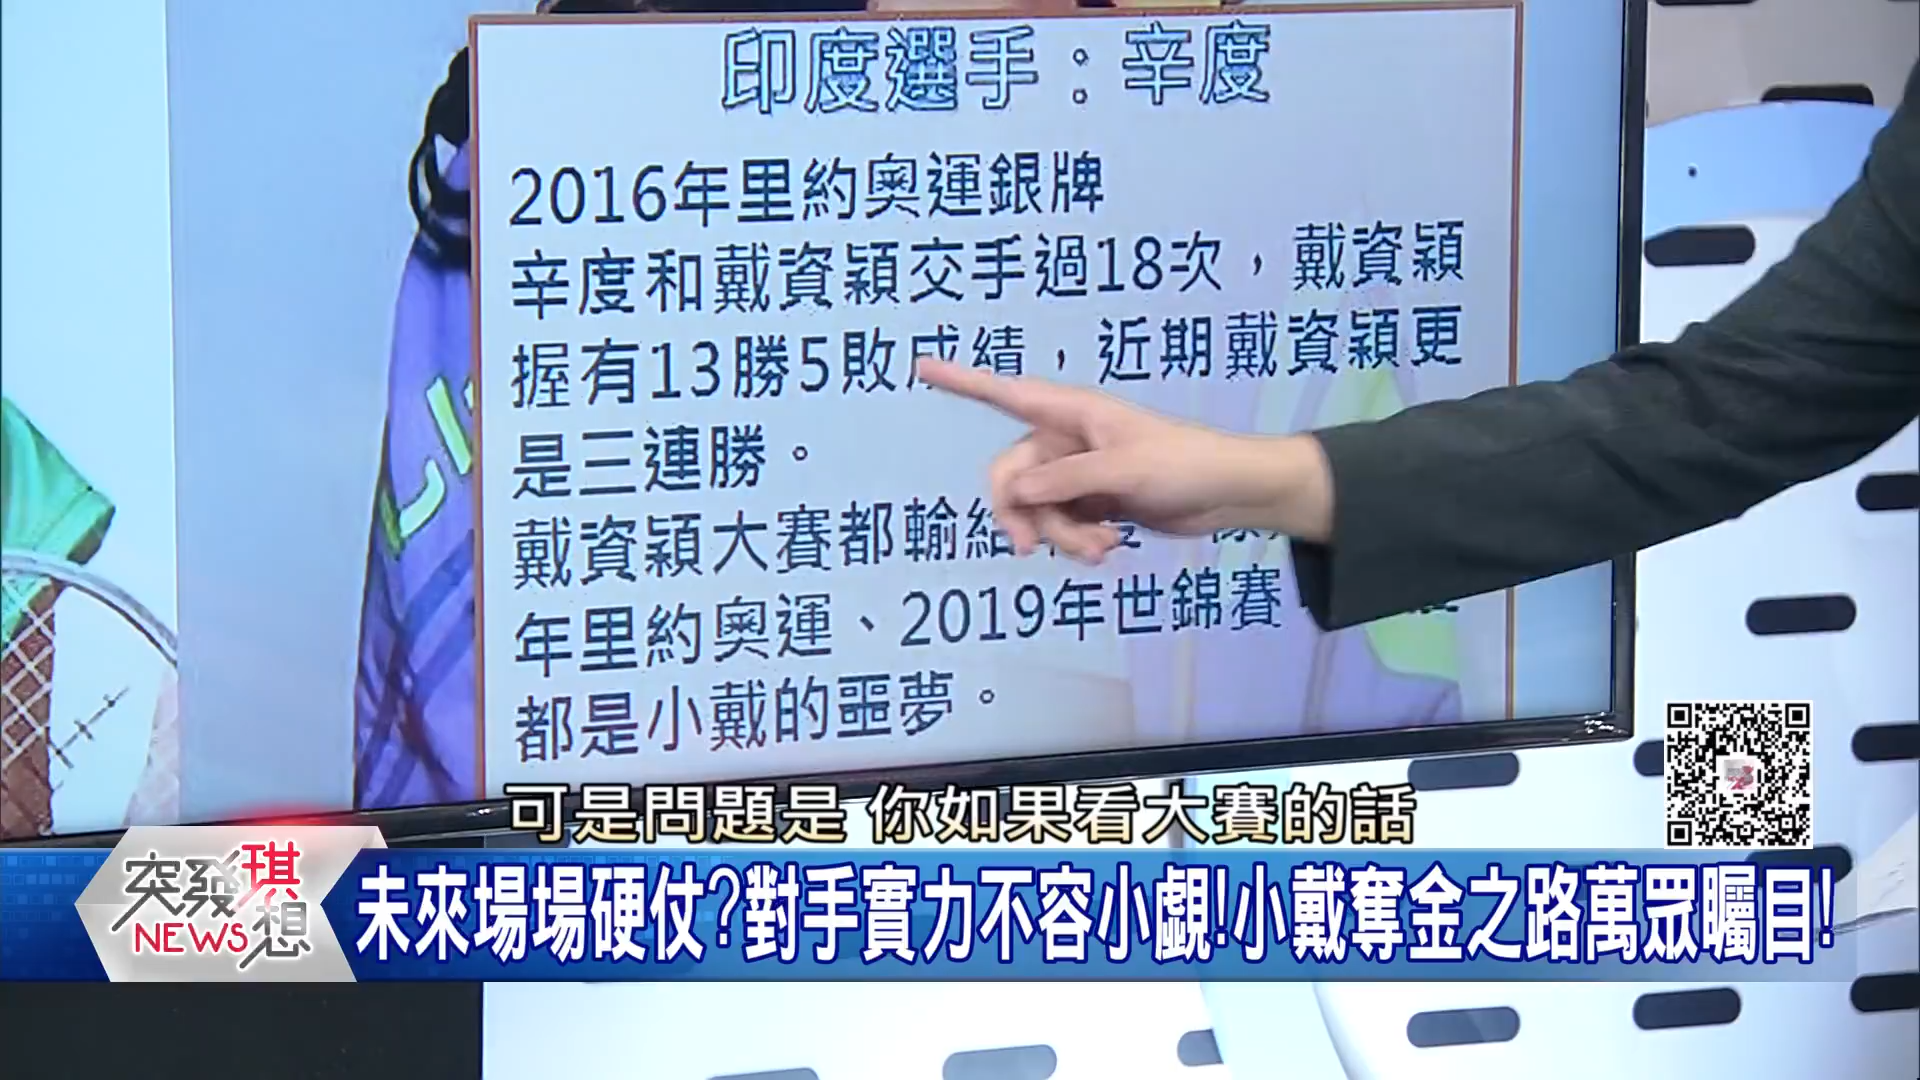 印度選手：辛度
2016年里約奧運銀牌
辛度和戴資穎交手過18次，戴資穎
握有13勝5敗成績，近期戴資穎更
是三連勝。
戴資穎大賽都輸給
年里約奧運、2019年世錦賽
都是小戴的噩夢。
可是問題是 你如果看大賽的話
突發琪想
NEWS
未來場場硬仗?對手實力不容小覷!小戴奪金之路萬眾矚目!